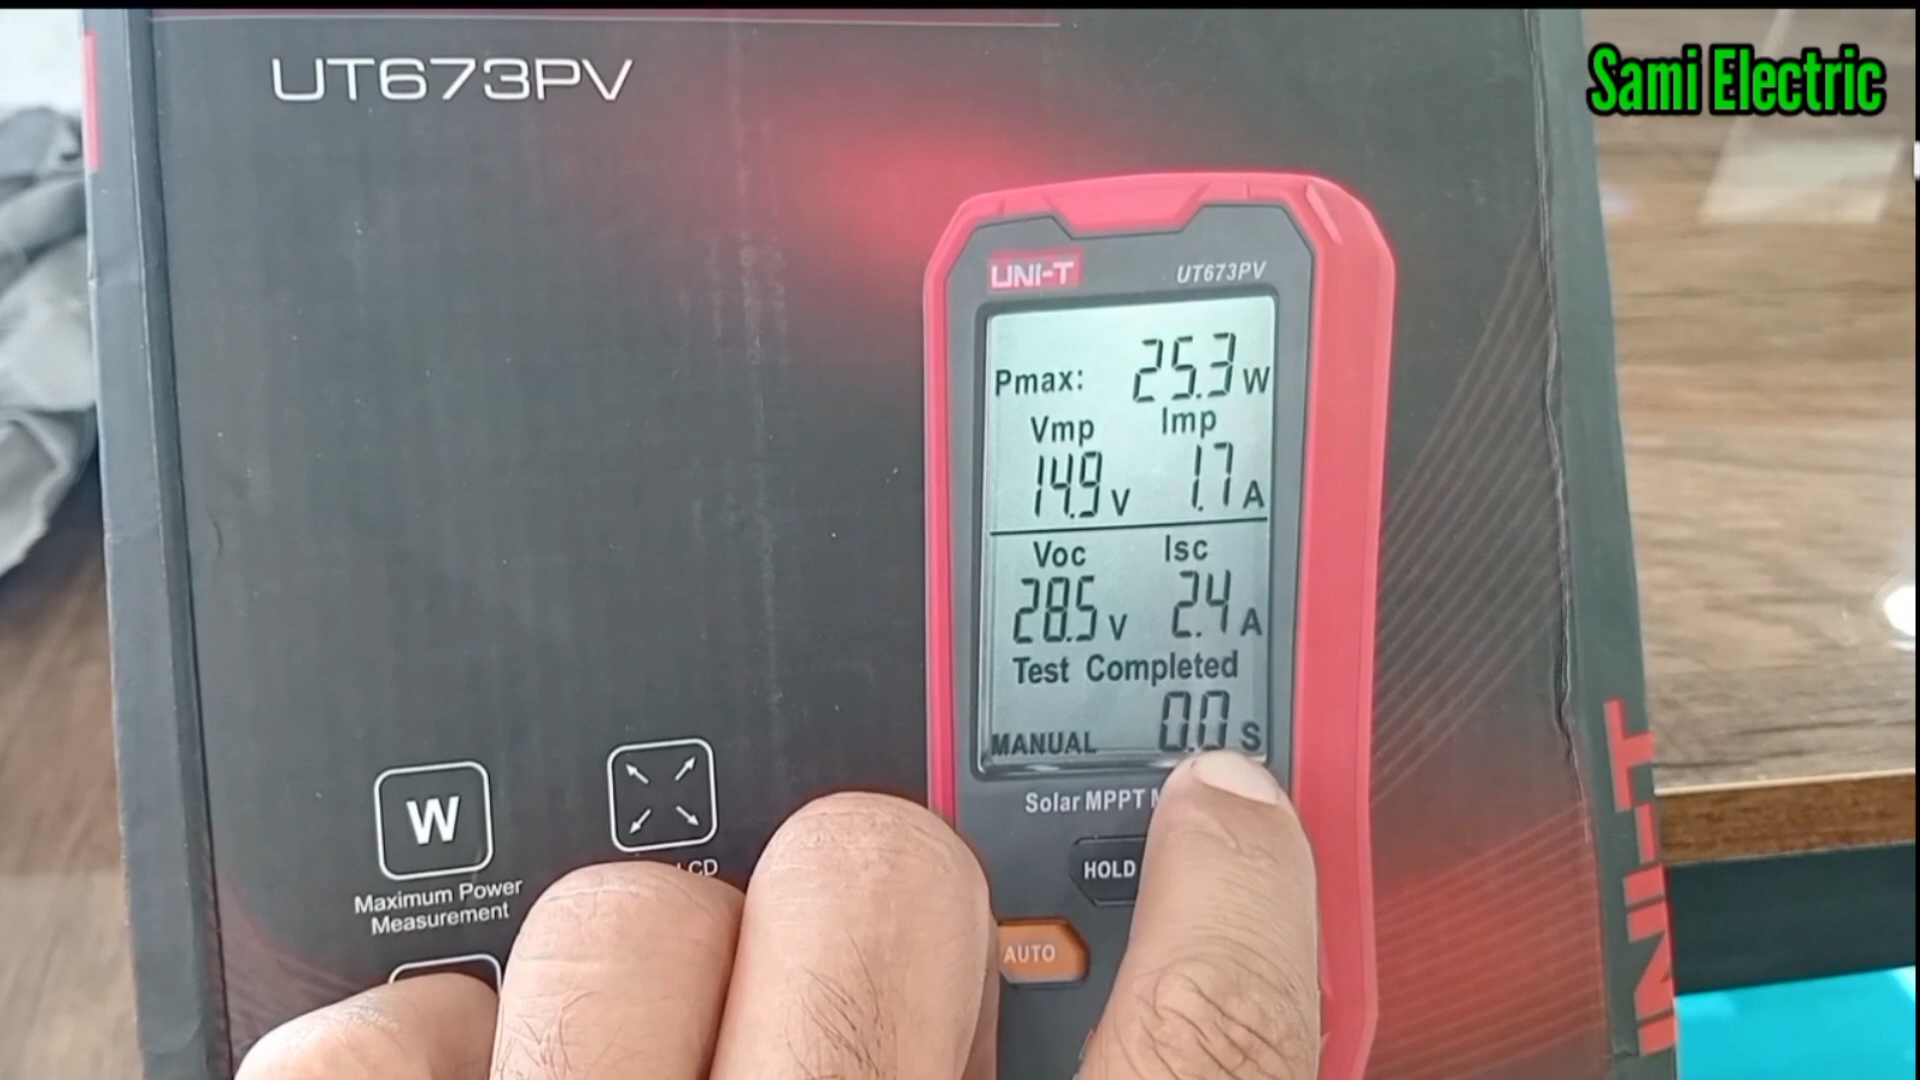 UT673PV
Sami Electric
UNI-T
UT673PV
Pmax: 25.3 W
Vmp Imp
14.9 V 1.7 A
Voc Isc
28.5 V 2.4 A
Test Completed
MANUAL 0.0 S
Solar MPPT
HOLD
AUTO
W
Maximum Power
Measurement
LCD
UNI-T